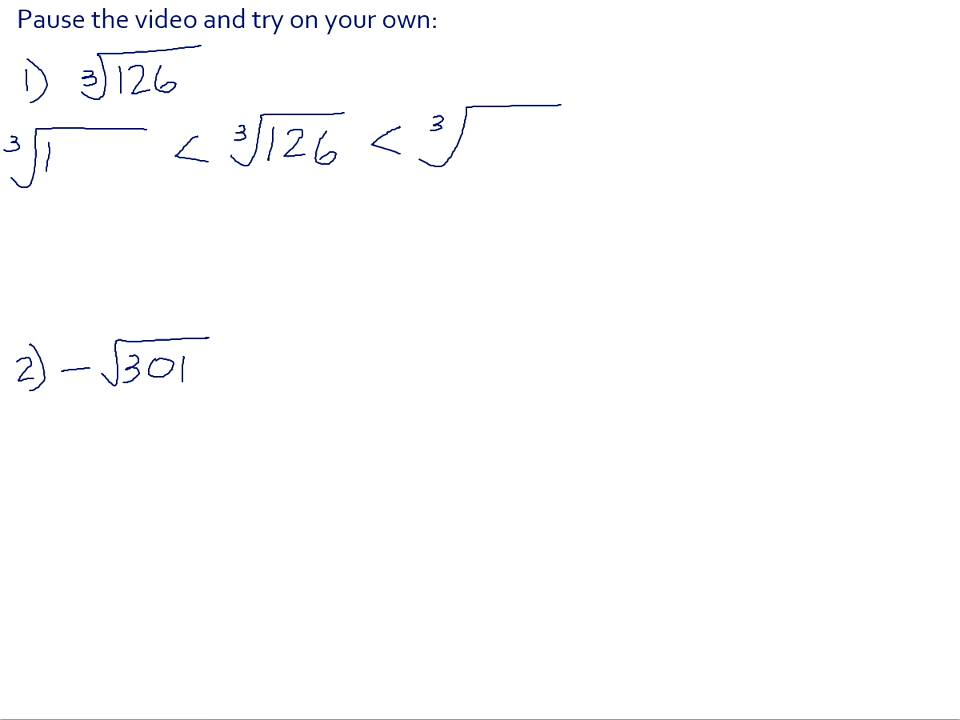 Pause the video and try on your own:
1) ∛126
∛1 < ∛126 < ∛
2) -√301